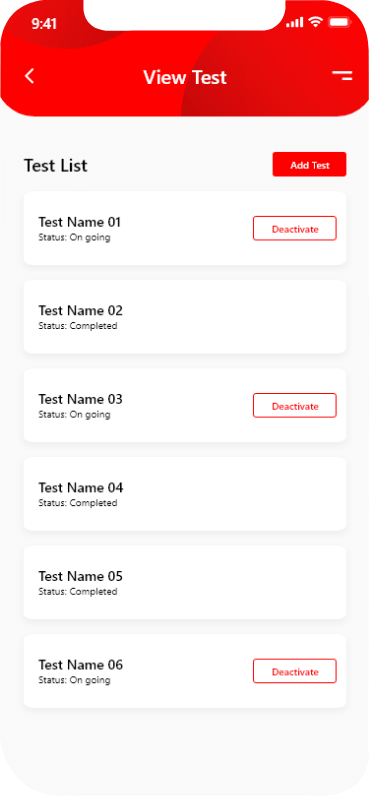 9:41
View Test
Test List
Add Test
Test Name 01
Status: On going
Deactivate
Test Name 02
Status: Completed
Test Name 03
Status: On going
Deactivate
Test Name 04
Status: Completed
Test Name 05
Status: Completed
Test Name 06
Status: On going
Deactivate